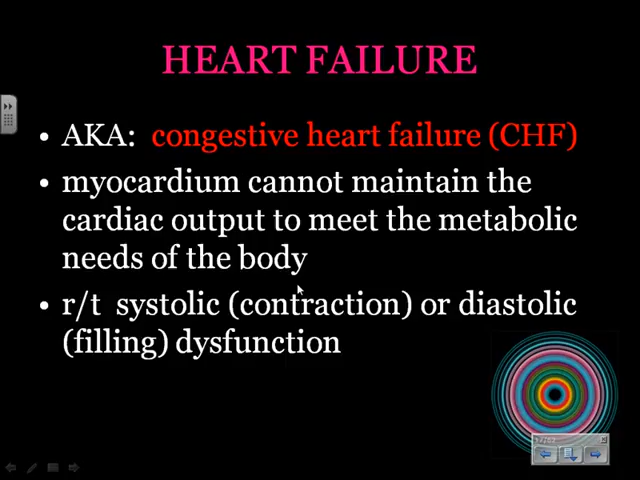 HEART FAILURE
• AKA: congestive heart failure (CHF)
• myocardium cannot maintain the
cardiac output to meet the metabolic
needs of the body
• r/t systolic (contraction) or diastolic
(filling) dysfunction